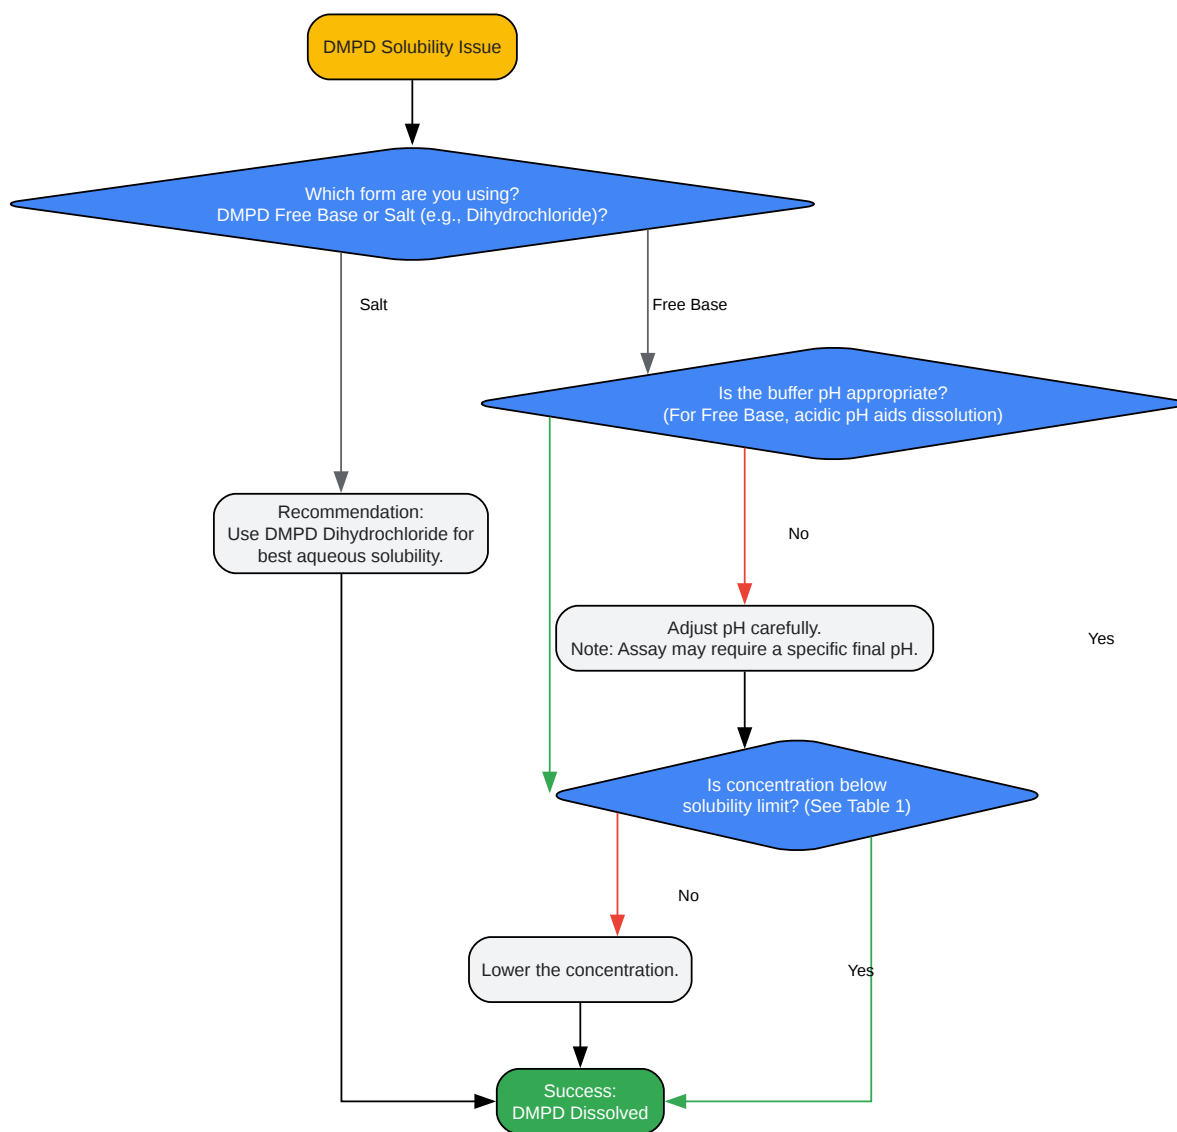 DMPD Solubility Issue
Which form are you using?
DMPD Free Base or Salt (e.g., Dihydrochloride)?
Salt
Free Base
Is the buffer pH appropriate?
(For Free Base, acidic pH aids dissolution)
Recommendation:
Use DMPD Dihydrochloride for
best aqueous solubility.
No
Adjust pH carefully.
Note: Assay may require a specific final pH.
Yes
Is concentration below
solubility limit? (See Table 1)
No
Lower the concentration.
Yes
Success:
DMPD Dissolved